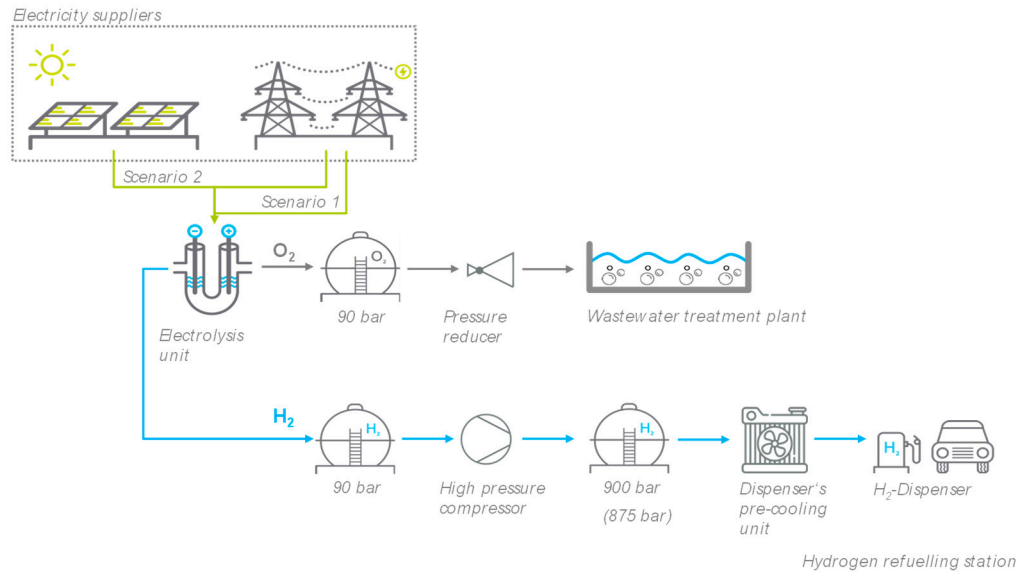 Electricity suppliers
Scenario 2
Scenario 1
− +
O₂
O₂
90 bar
Pressure
reducer
Wastewater treatment plant
Electrolysis
unit
H₂
H₂
90 bar
High pressure
compressor
H₂
900 bar
(875 bar)
Dispenser's
pre-cooling
unit
H₂
H₂-Dispenser
Hydrogen refuelling station